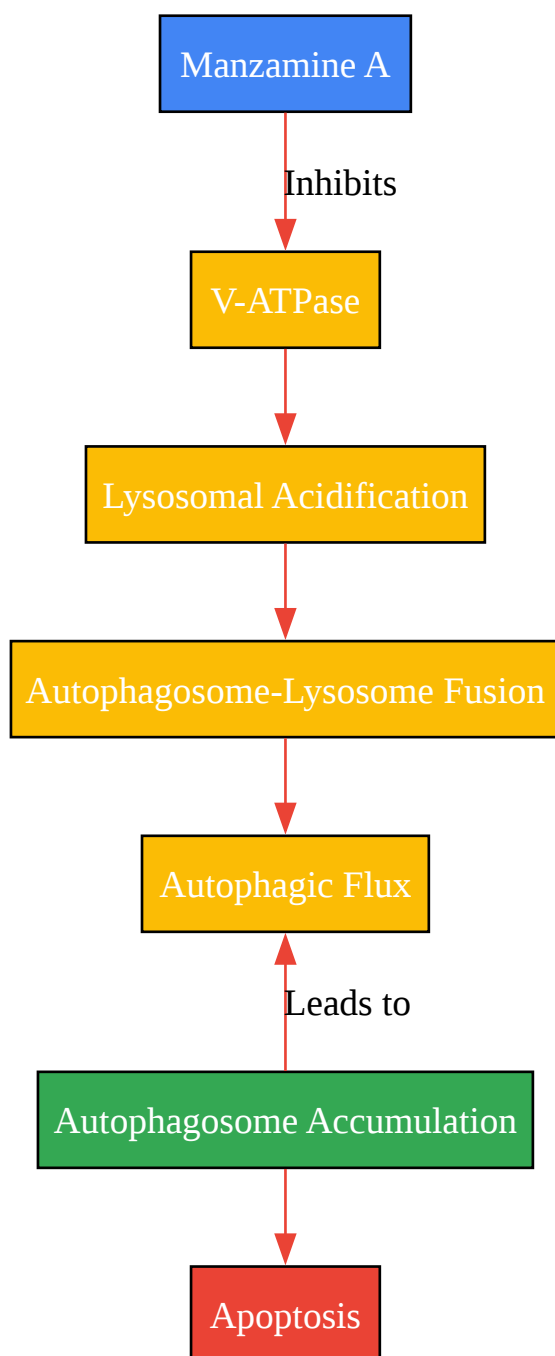 Manzamine A
Inhibits
V-ATPase
Lysosomal Acidification
Autophagosome-Lysosome Fusion
Autophagic Flux
Leads to
Autophagosome Accumulation
Apoptosis